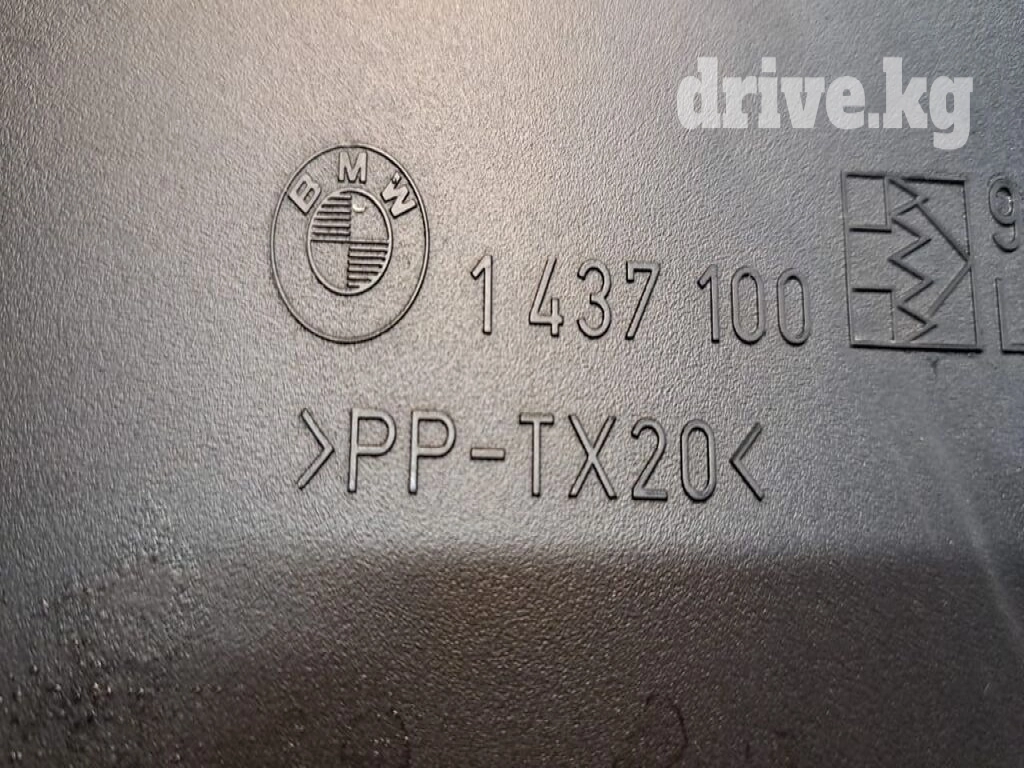 drive.kg
BMW
1 437 100
>PP-TX20<